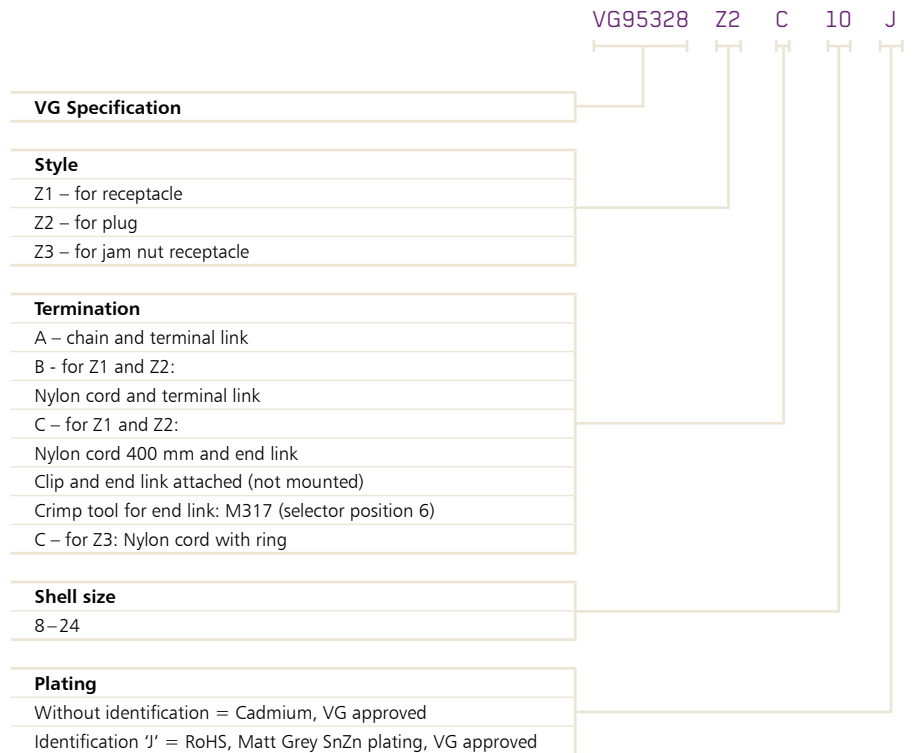 VG95328 Z2 C 10 J
VG Specification
Style
Z1 – for receptacle
Z2 – for plug
Z3 – for jam nut receptacle
Termination
A – chain and terminal link
B - for Z1 and Z2:
Nylon cord and terminal link
C – for Z1 and Z2:
Nylon cord 400 mm and end link
Clip and end link attached (not mounted)
Crimp tool for end link: M317 (selector position 6)
C – for Z3: Nylon cord with ring
Shell size
8–24
Plating
Without identification = Cadmium, VG approved
Identification ‘J’ = RoHS, Matt Grey SnZn plating, VG approved